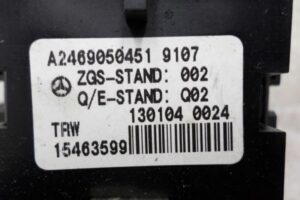 A2469050451 9107
ZGS-STAND: 002
Q/E-STAND: Q02
130104 0024
TRW
15463599